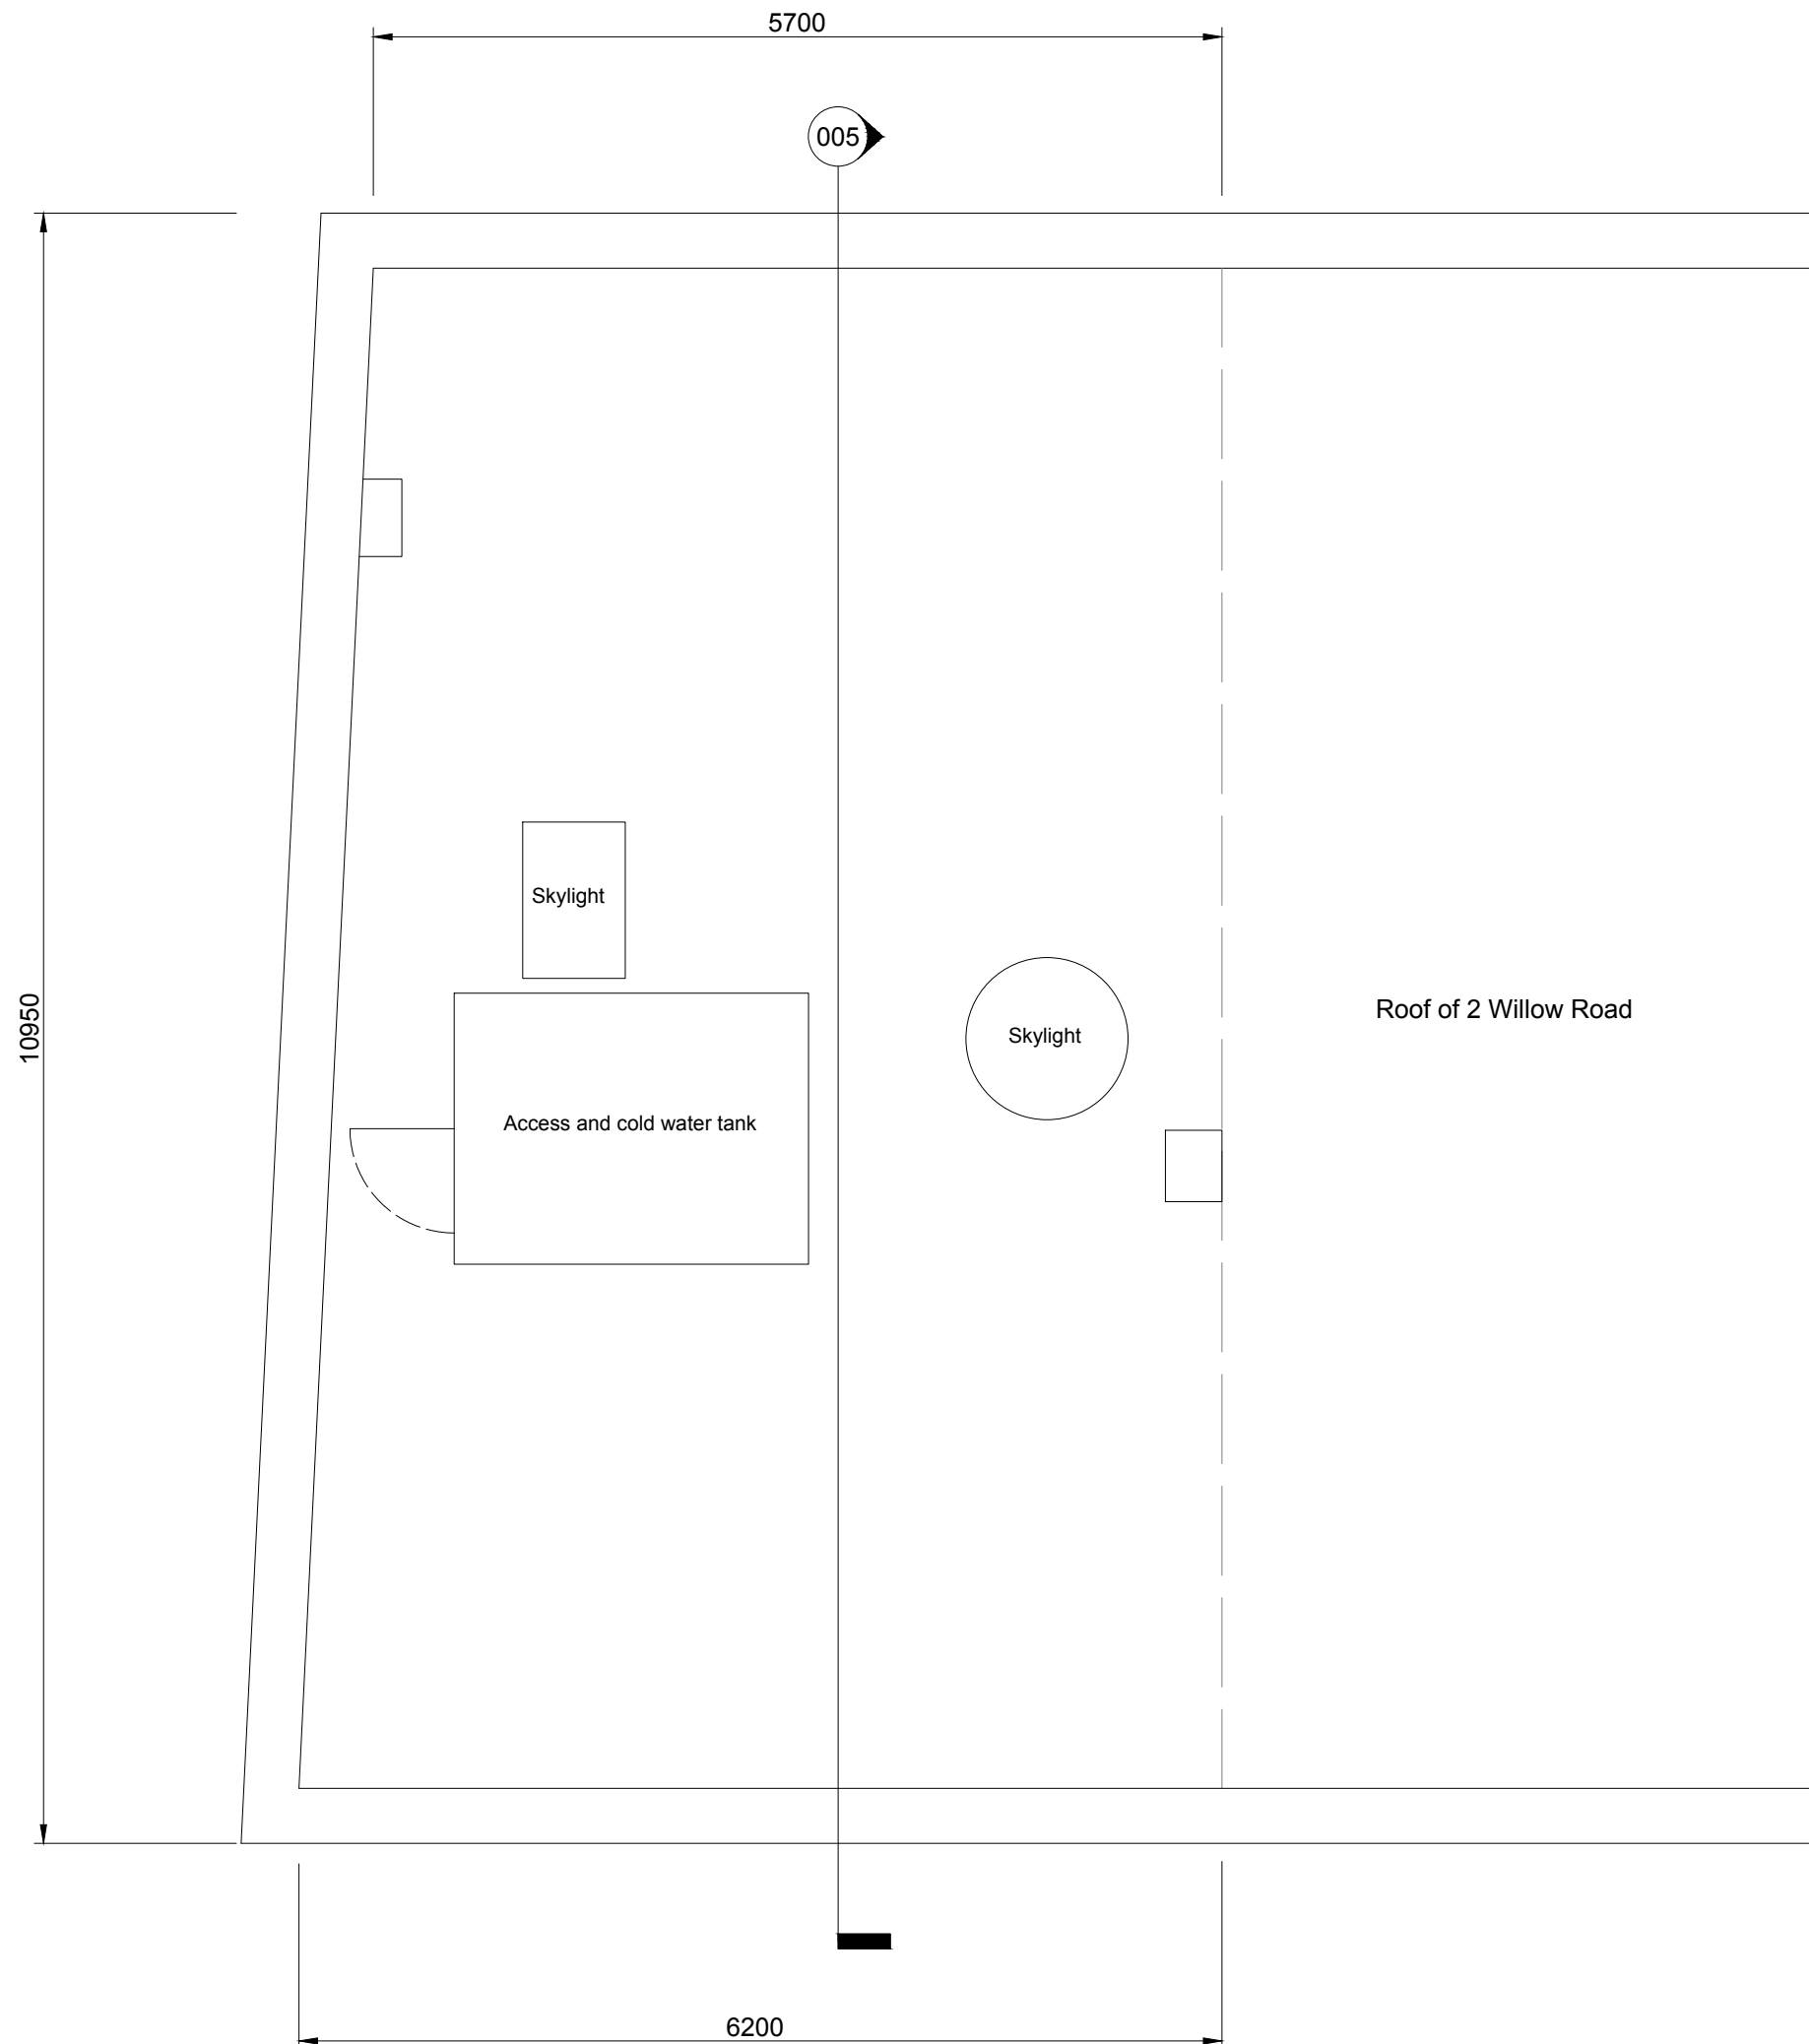 5700
005
Skylight
10950
Roof of 2 Willow Road
Skylight
Access and cold water tank
6200